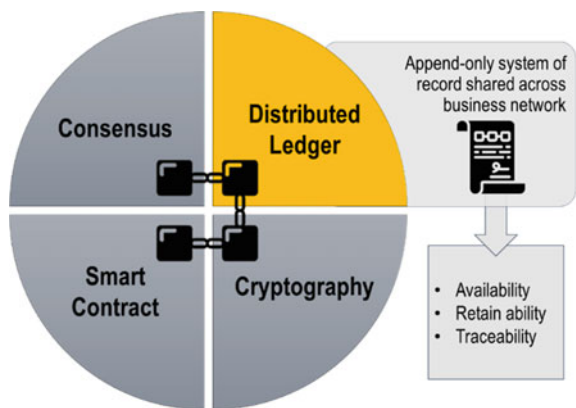 Consensus
Distributed
Ledger
Smart
Contract
Cryptography
Append-only system of
record shared across
business network
• Availability
• Retain ability
• Traceability